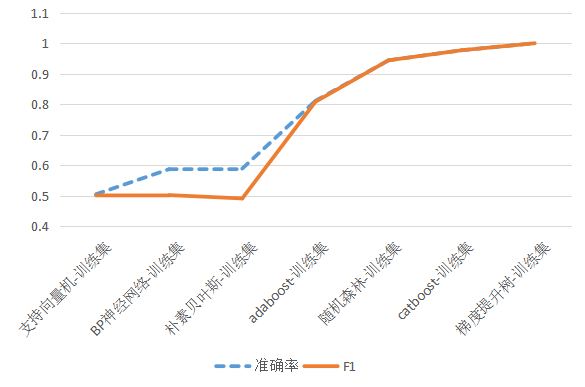 1.1
1
0.9
0.8
0.7
0.6
0.5
0.4
支持向量机-训练集
BP神经网络-训练集
朴素贝叶斯-训练集
adaboost-训练集
随机森林-训练集
catboost-训练集
梯度提升树-训练集
准确率 F1